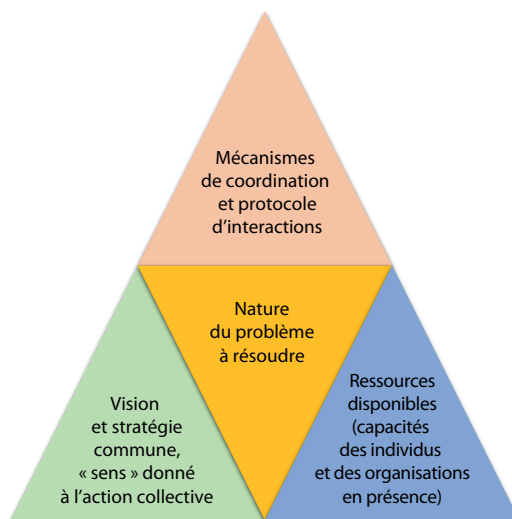 Mécanismes
de coordination
et protocole
d’interactions
Nature
du problème
à résoudre
Vision
et stratégie
commune,
« sens » donné
à l’action collective
Ressources
disponibles
(capacités
des individus
et des organisations
en présence)